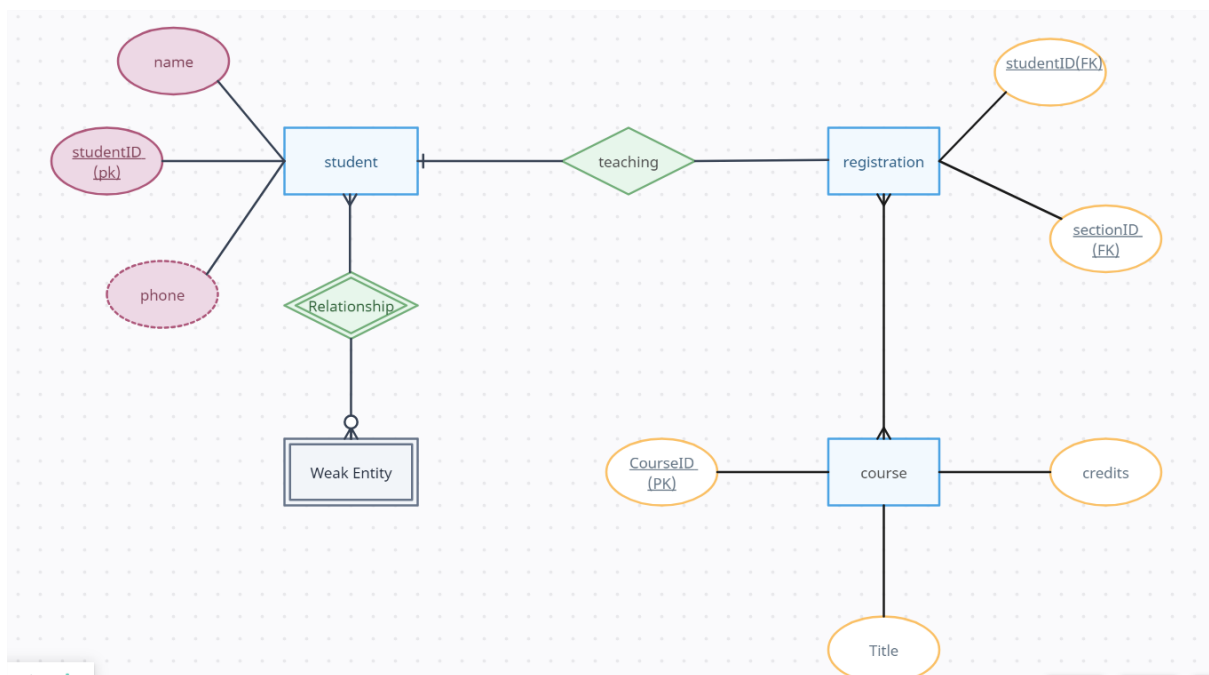 name
studentID(FK)
studentID
(pk)
student
teaching
registration
sectionID
(FK)
phone
Relationship
Weak Entity
CourseID
(PK)
course
credits
Title